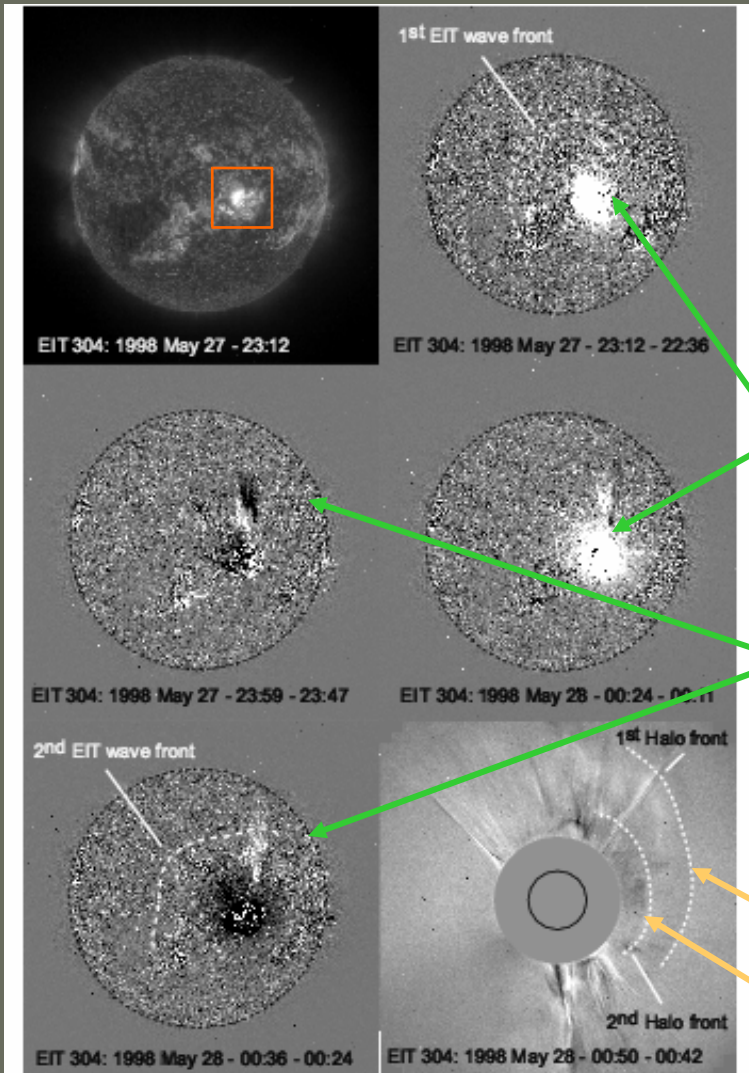 1st EIT wave front
EIT 304: 1998 May 27 - 23:12
EIT 304: 1998 May 27 - 23:12 - 22:36
EIT 304: 1998 May 27 - 23:59 - 23:47
EIT 304: 1998 May 28 - 00:24 - 00:11
2nd EIT wave front
1st Halo front
2nd Halo front
EIT 304: 1998 May 28 - 00:36 - 00:24
EIT 304: 1998 May 28 - 00:50 - 00:42